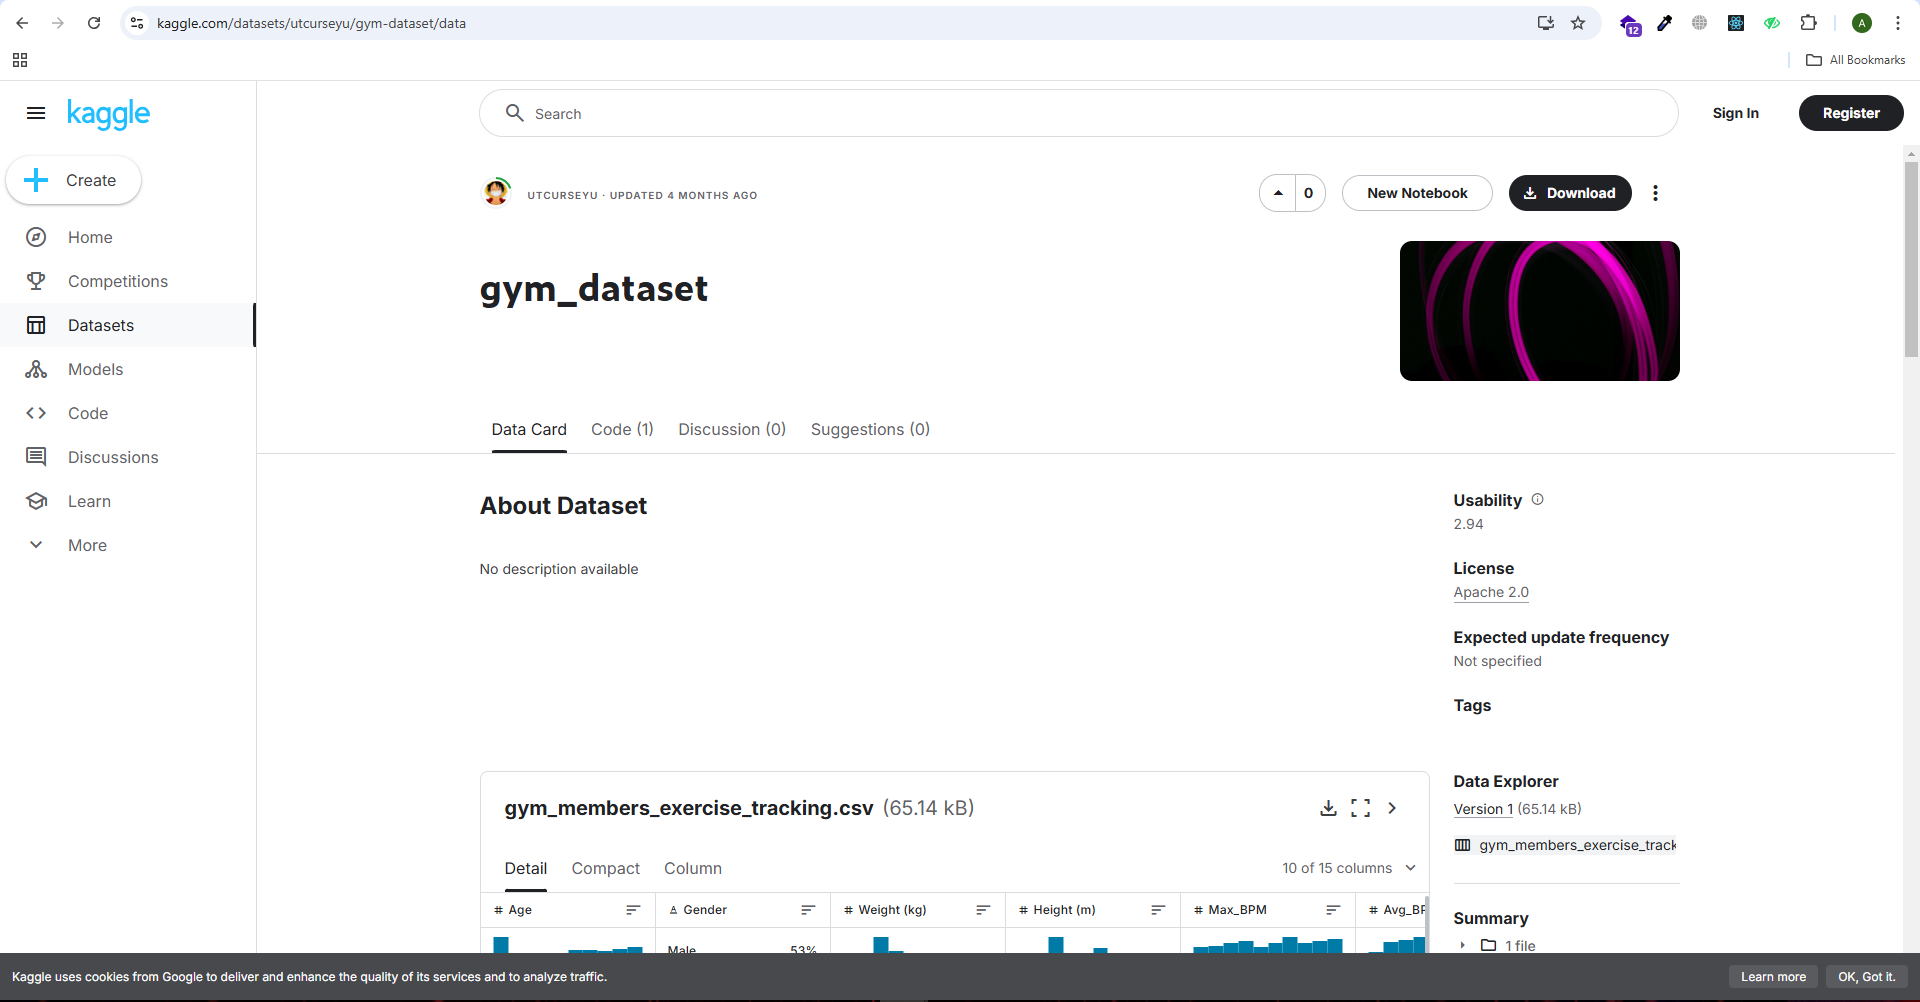 kaggle.com/datasets/utcurseyu/gym-dataset/data
12
A
All Bookmarks
kaggle
Search
Sign In
Register
Create
Home
Competitions
Datasets
Models
Code
Discussions
Learn
More
UTCURSEYU · UPDATED 4 MONTHS AGO
0
New Notebook
Download
gym_dataset
Data Card
Code (1)
Discussion (0)
Suggestions (0)
About Dataset
No description available
Usability
2.94
License
Apache 2.0
Expected update frequency
Not specified
Tags
gym_members_exercise_tracking.csv (65.14 kB)
Detail
Compact
Column
10 of 15 columns
# Age
A Gender
# Weight (kg)
# Height (m)
# Max_BPM
# Avg_BP
Male
53%
Data Explorer
Version 1 (65.14 kB)
gym_members_exercise_track
Summary
1 file
Kaggle uses cookies from Google to deliver and enhance the quality of its services and to analyze traffic.
Learn more
OK, Got it.